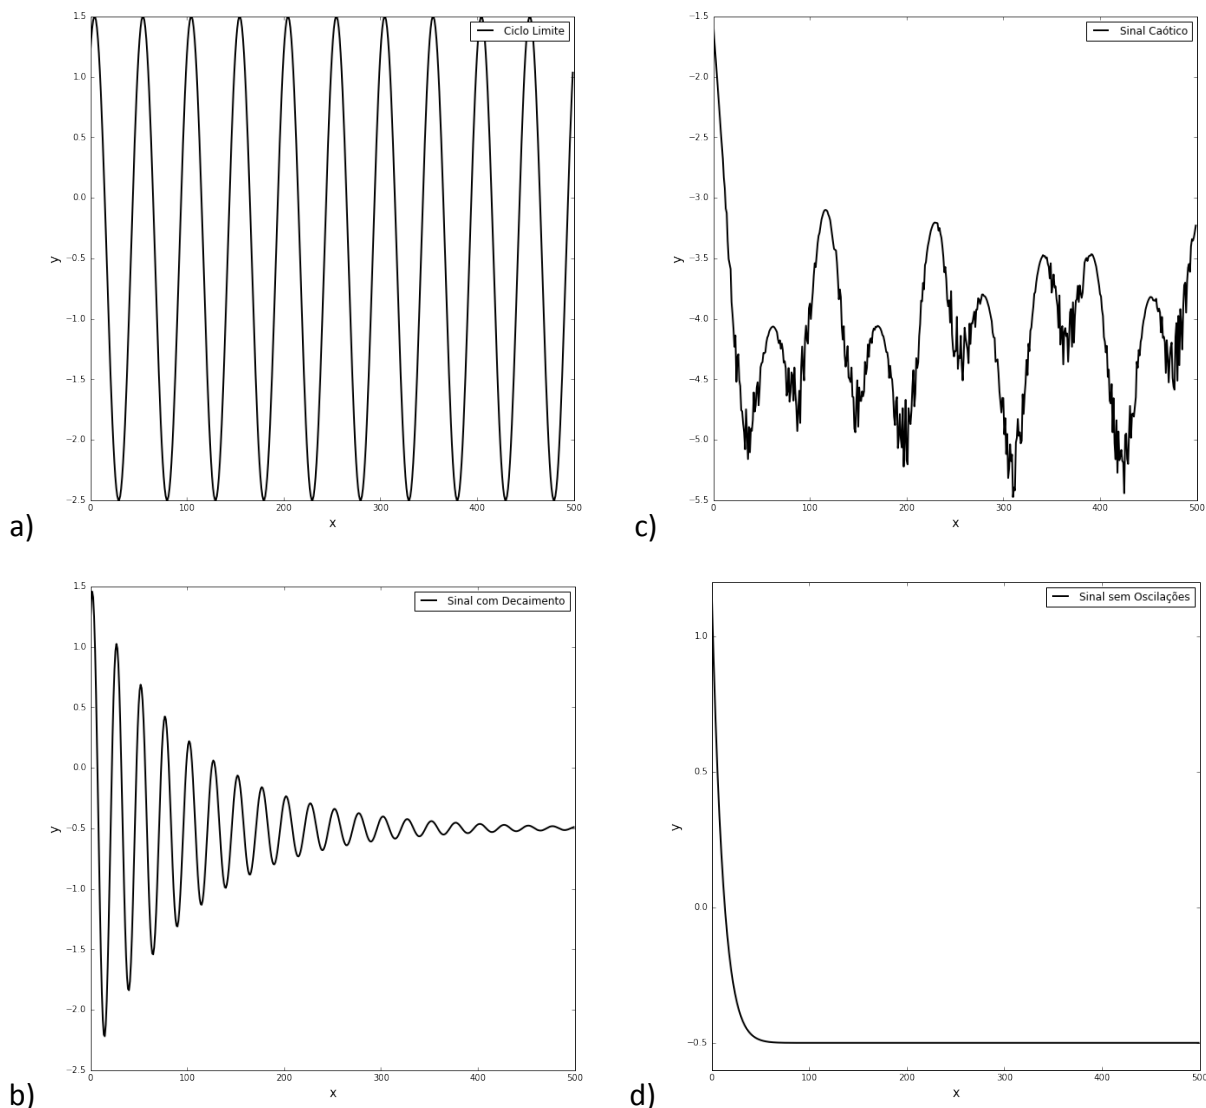 Ciclo Limite
1.5
1.0
0.5
0.0
−0.5
−1.0
−1.5
−2.0
−2.5
y
0 100 200 300 400 500
x
a)
Sinal Caótico
−1.5
−2.0
−2.5
−3.0
−3.5
−4.0
−4.5
−5.0
−5.5
y
0 100 200 300 400 500
x
c)
Sinal com Decaimento
1.5
1.0
0.5
0.0
−0.5
−1.0
−1.5
−2.0
−2.5
y
0 100 200 300 400 500
x
b)
Sinal sem Oscilações
1.0
0.5
0.0
−0.5
y
0 100 200 300 400 500
x
d)